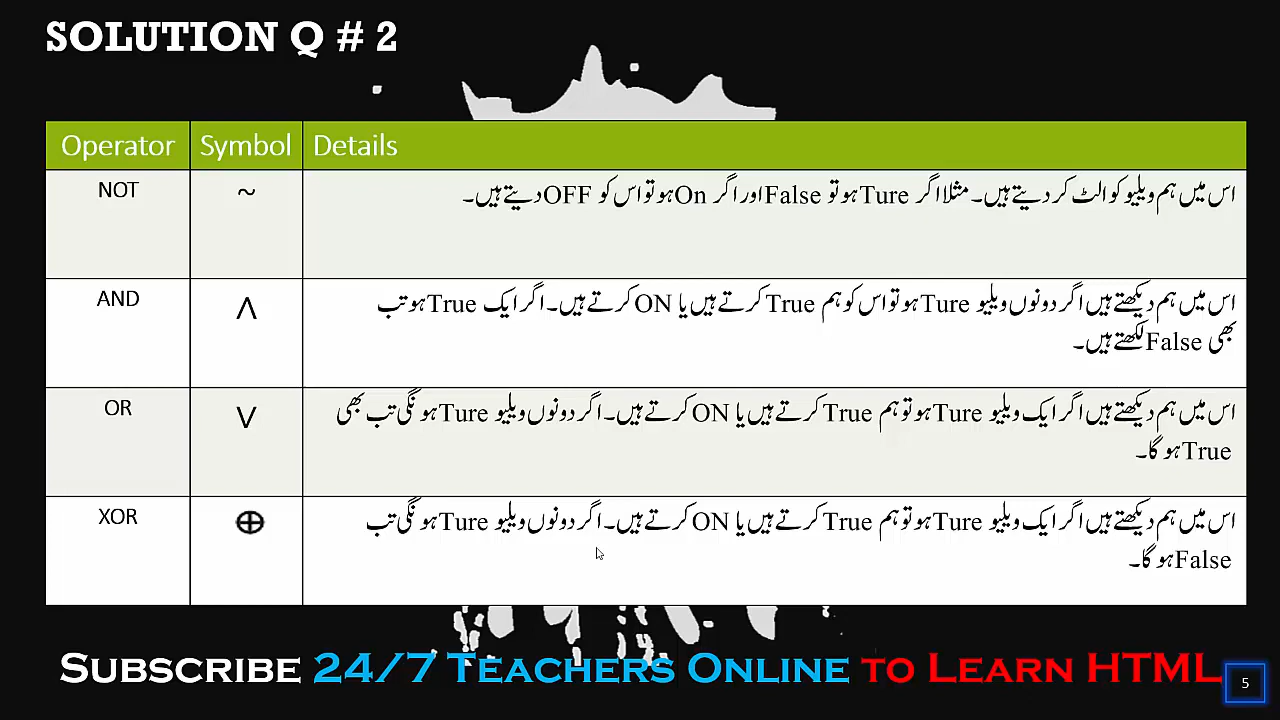 SOLUTION Q # 2
Operator Symbol Details
NOT ~ اس میں ہم ویلیو کو الٹ کر دیتے ہیں۔ مثلا اگر Ture ہو تو False اور اگر On ہو تو اس کو OFF دیتے ہیں۔
AND ∧ اس میں ہم دیکھتے ہیں اگر دونوں ویلیو Ture ہو تو اس کو ہم True کرتے ہیں یا ON کرتے ہیں۔ اگر ایک True ہو تب
بھی False لکھتے ہیں۔
OR ∨ اس میں ہم دیکھتے ہیں اگر ایک ویلیو Ture ہو تو ہم True کرتے ہیں یا ON کرتے ہیں۔ اگر دونوں ویلیو Ture ہونگی تب بھی
True ہو گا۔
XOR ⊕ اس میں ہم دیکھتے ہیں اگر ایک ویلیو Ture ہو تو ہم True کرتے ہیں یا ON کرتے ہیں۔ اگر دونوں ویلیو Ture ہونگی تب
False ہو گا۔
SUBSCRIBE 24/7 TEACHERS ONLINE TO LEARN HTML
5